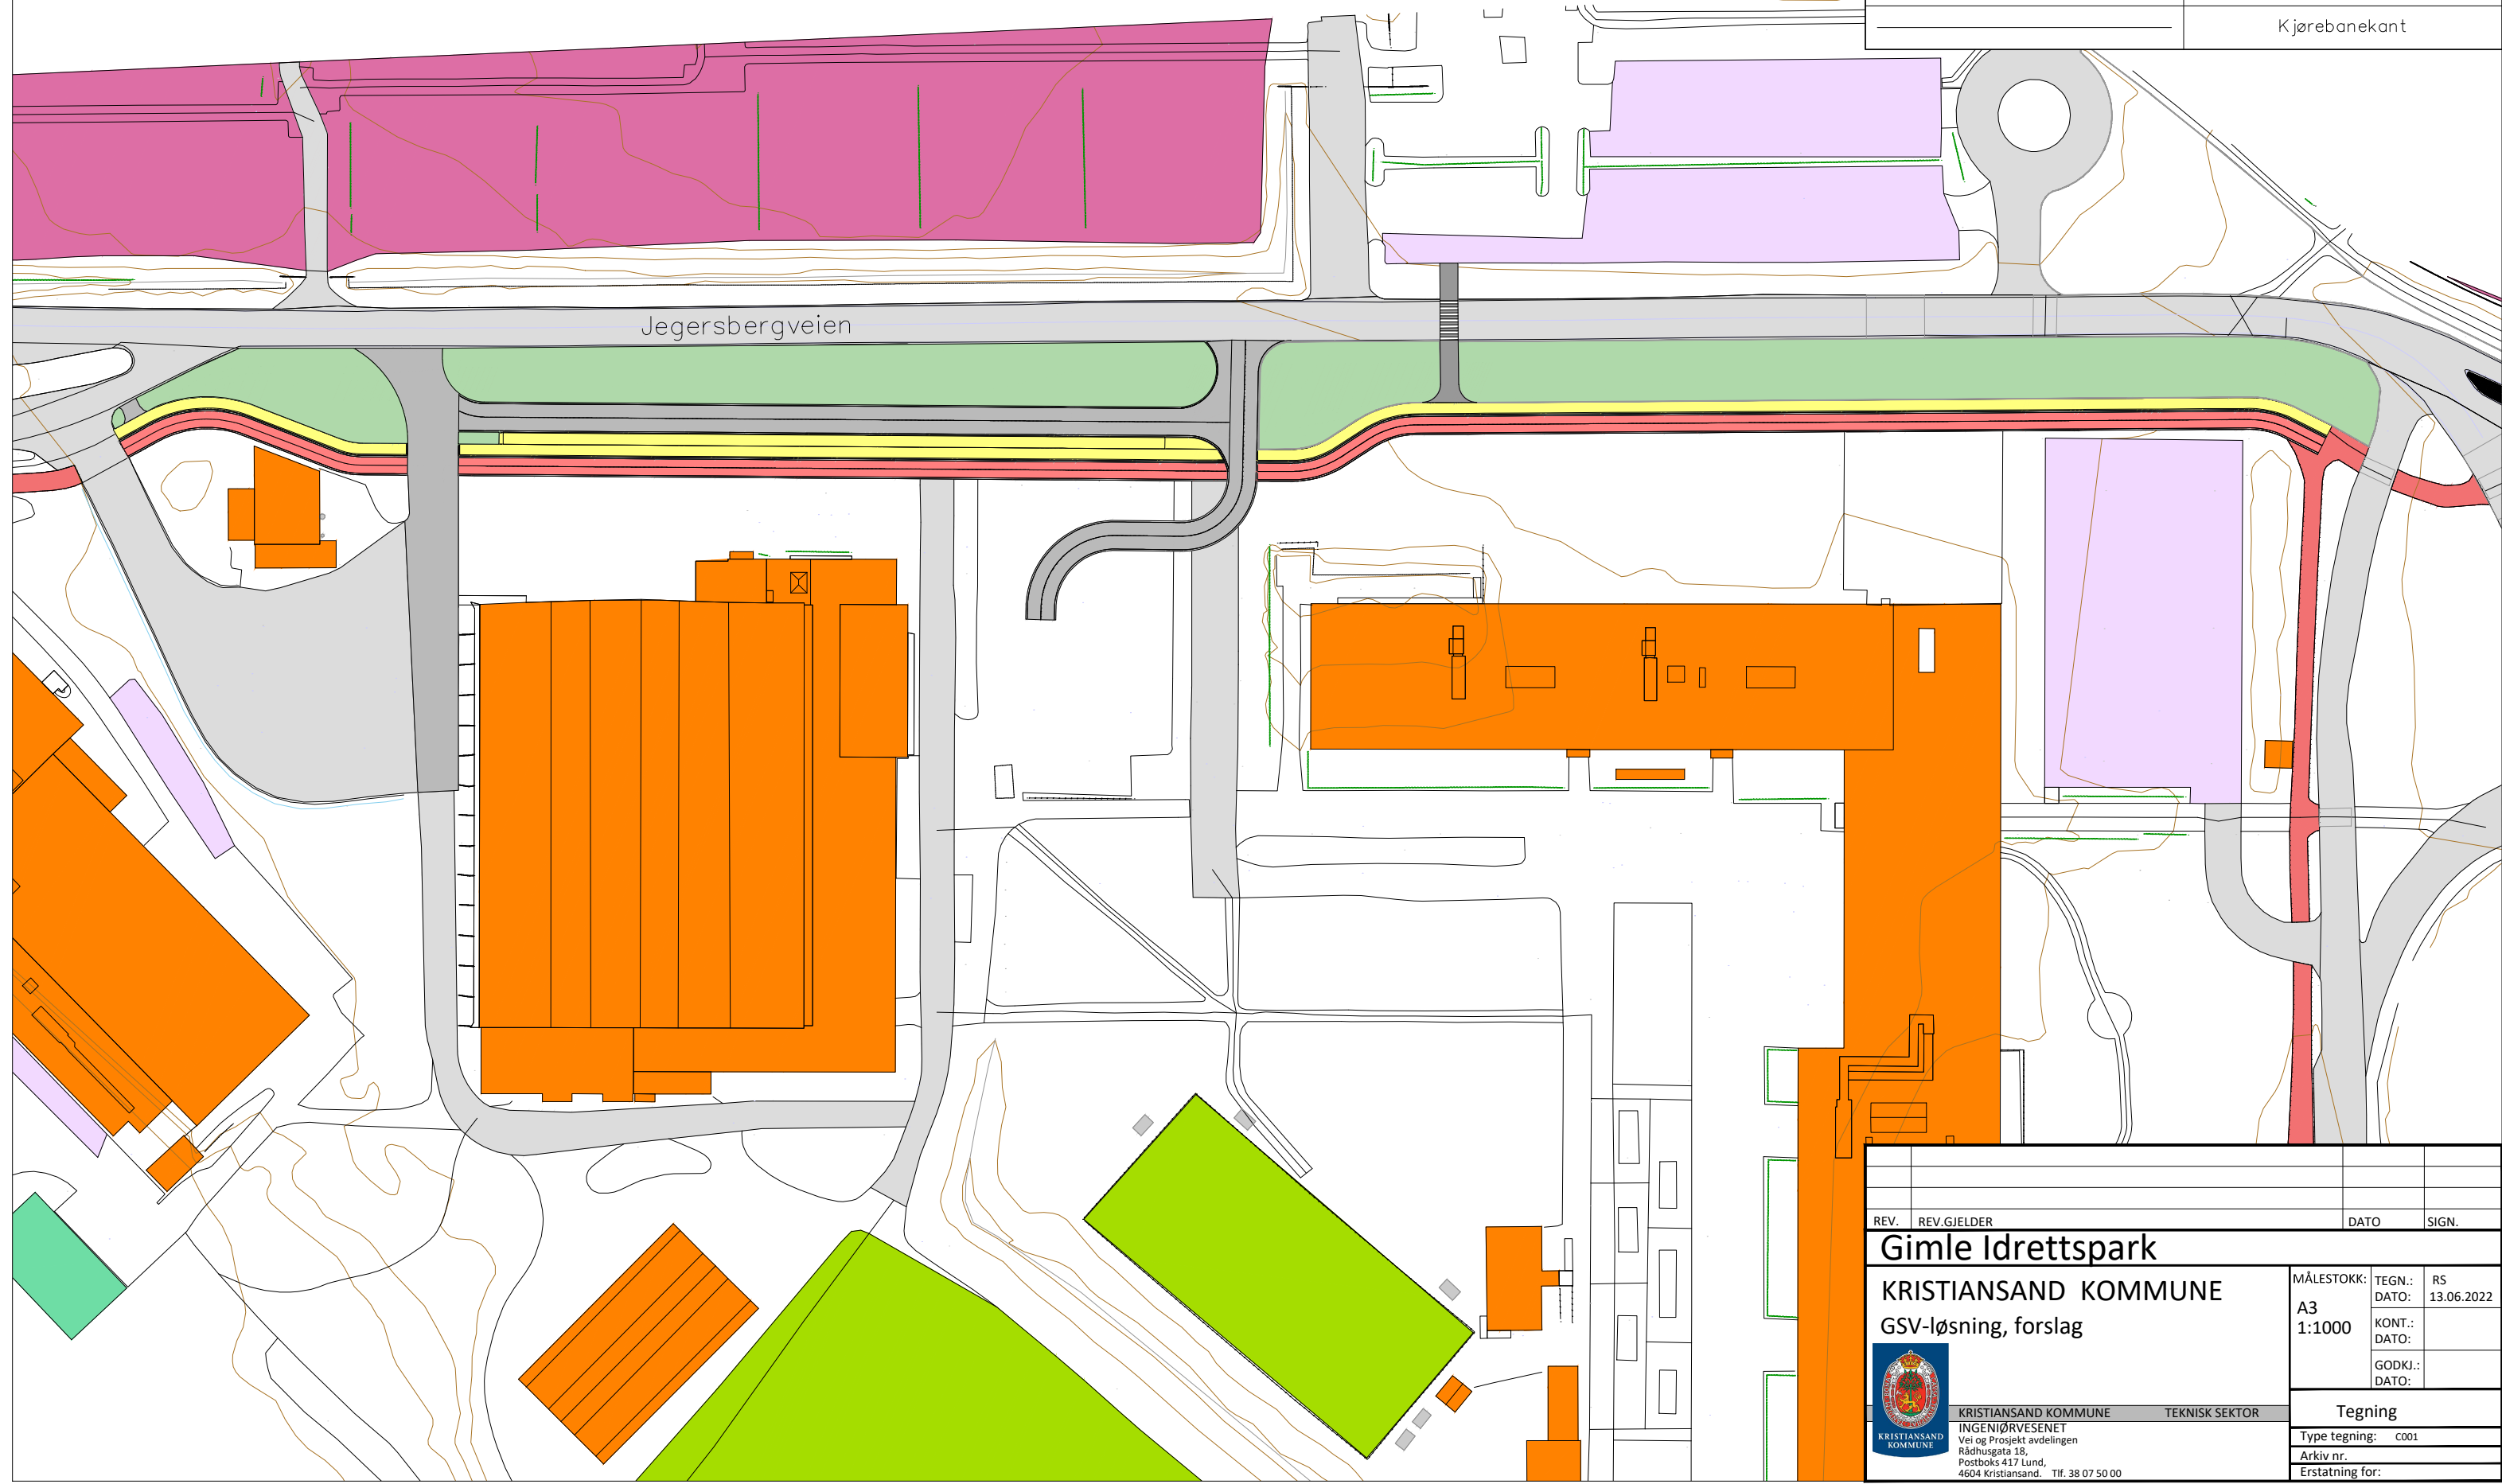 Kjørebanekant
Jegersbergveien
REV. REV.GJELDER DATO SIGN.
Gimle Idrettspark
KRISTIANSAND KOMMUNE
GSV-løsning, forslag
MÅLESTOKK:
A3
1:1000
TEGN.: RS
DATO: 13.06.2022
KONT.:
DATO:
GODKJ.:
DATO:
KRISTIANSAND
KOMMUNE
KRISTIANSAND KOMMUNE TEKNISK SEKTOR
INGENIØRVESENET
Vei og Prosjekt avdelingen
Rådhusgata 18,
Postboks 417 Lund,
4604 Kristiansand. Tlf. 38 07 50 00
Tegning
Type tegning: C001
Arkiv nr.
Erstatning for: